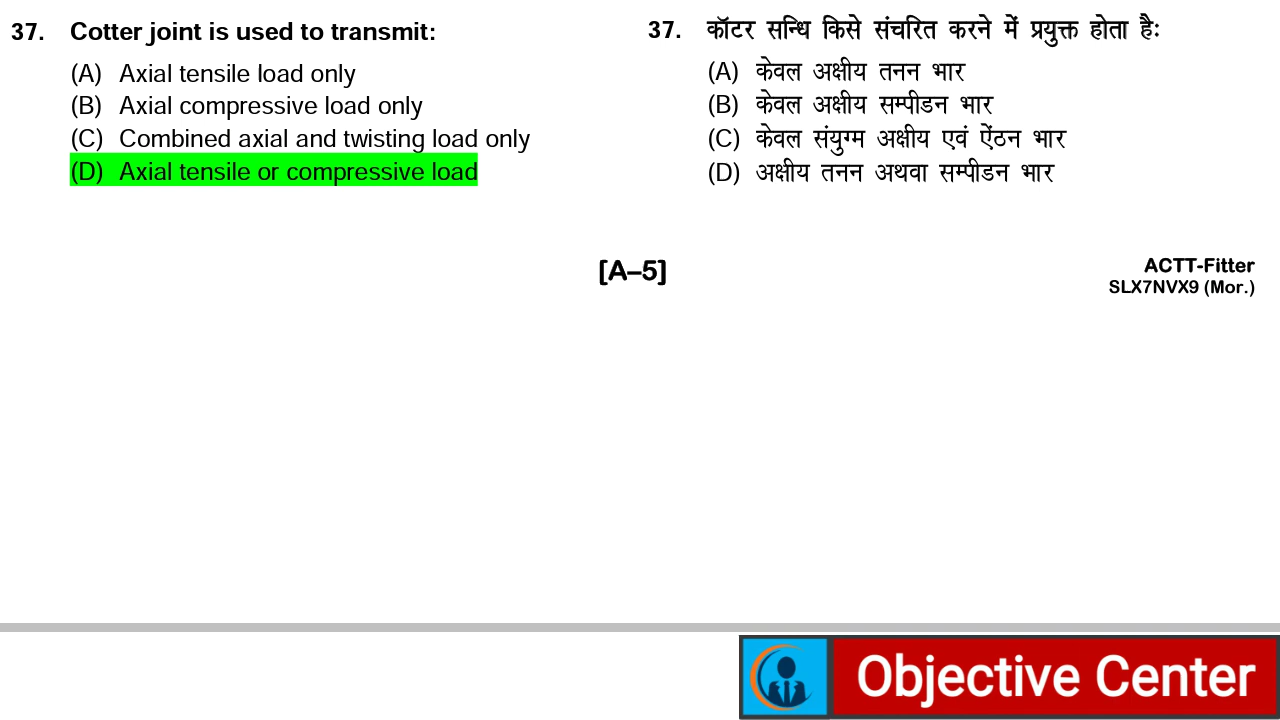 37. Cotter joint is used to transmit:
(A) Axial tensile load only
(B) Axial compressive load only
(C) Combined axial and twisting load only
(D) Axial tensile or compressive load
37. कॉटर सन्धि किसे संचरित करने में प्रयुक्त होता हैः
(A) केवल अक्षीय तनन भार
(B) केवल अक्षीय सम्पीडन भार
(C) केवल संयुग्म अक्षीय एवं ऐंठन भार
(D) अक्षीय तनन अथवा सम्पीडन भार
[A–5]
ACTT-Fitter
SLX7NVX9 (Mor.)
Objective Center